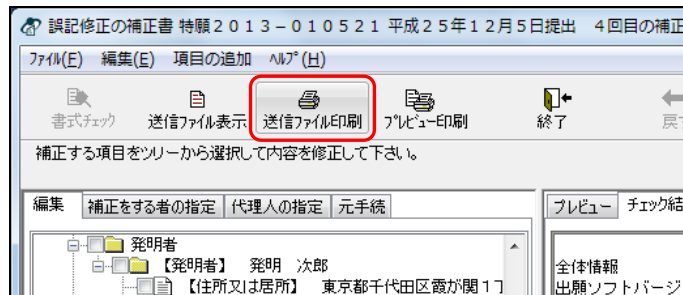 誤記修正の補正書 特願2013-010521 平成25年12月5日提出 4回目の補正
ファイル(F) 編集(E) 項目の追加 ヘルプ(H)
書式チェック 送信ファイル表示 送信ファイル印刷 プレビュー印刷 終了 戻
補正する項目をツリーから選択して内容を修正して下さい。
編集 補正をする者の指定 代理人の指定 元手続 プレビュー チェック結
発明者
【発明者】 発明 次郎
【住所又は居所】 東京都千代田区霞が関1丁
全体情報
出願ソフトバージ